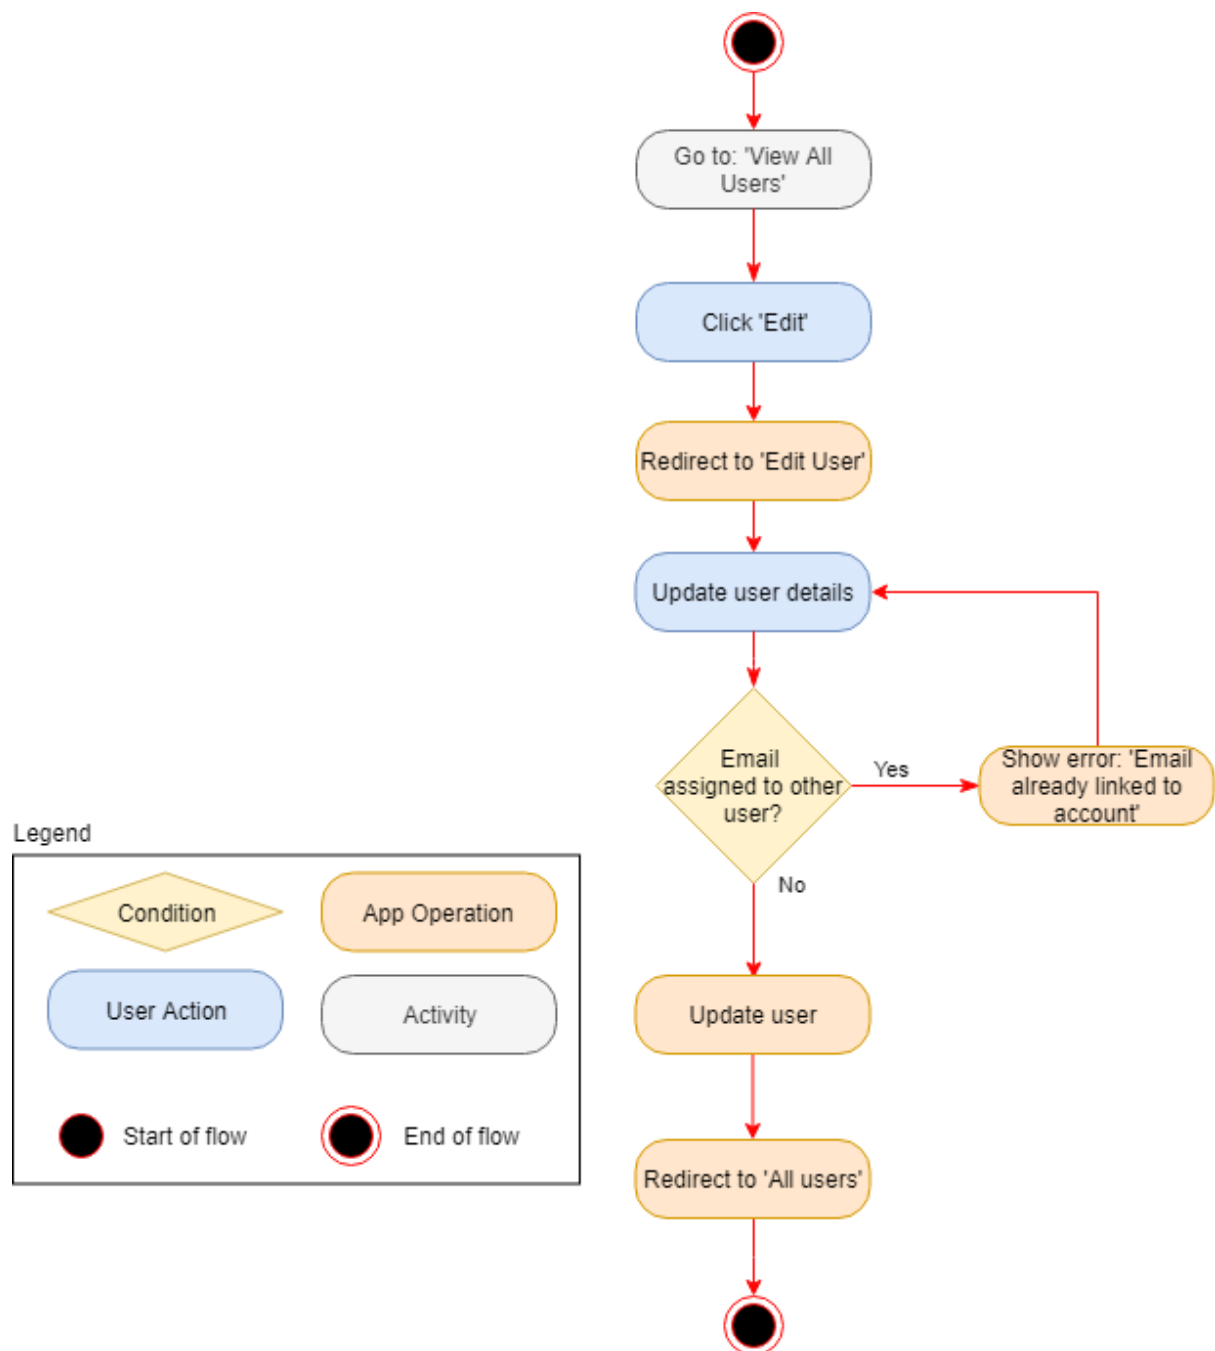 Go to: 'View All
Users'
Click 'Edit'
Redirect to 'Edit User'
Update user details
Email
assigned to other
user?
Yes
Show error: 'Email
already linked to
account'
No
Update user
Redirect to 'All users'
Legend
Condition
App Operation
User Action
Activity
Start of flow
End of flow